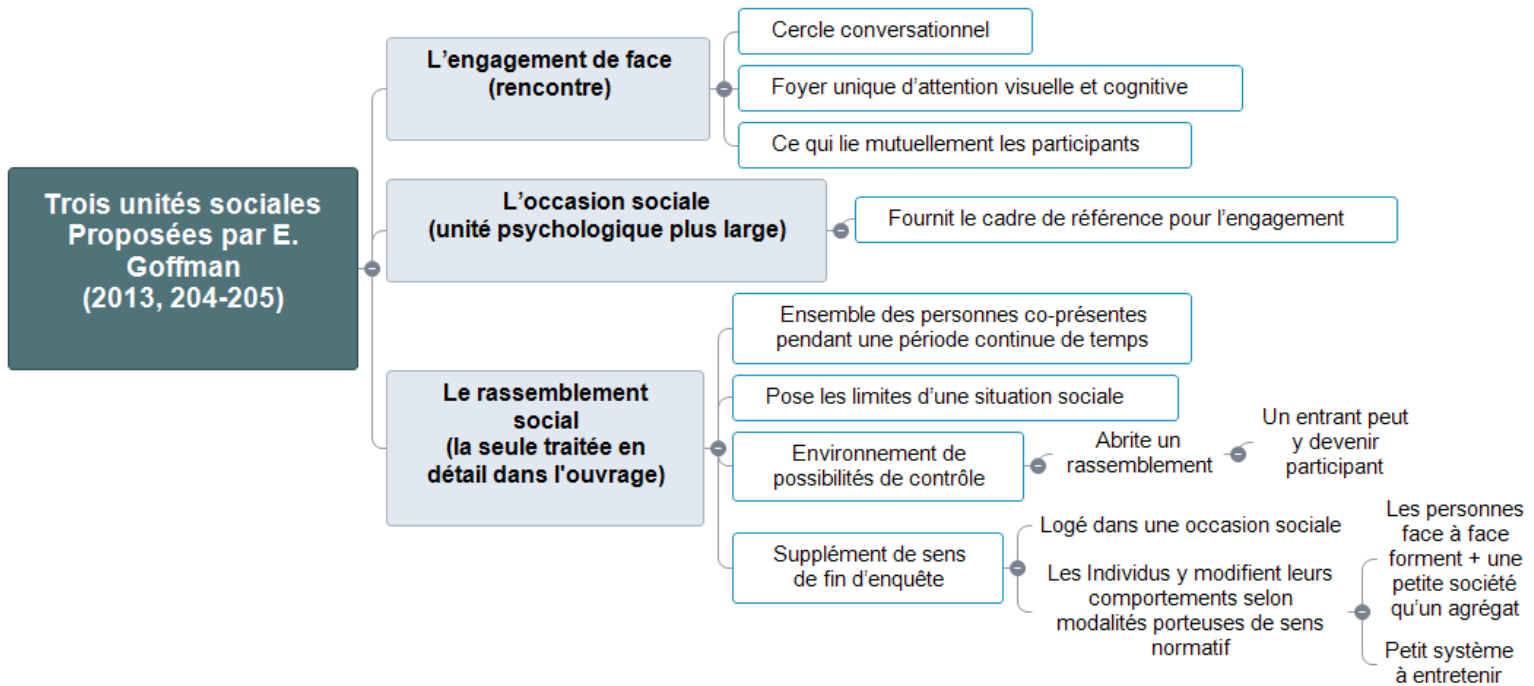 Trois unités sociales
Proposées par E.
Goffman
(2013, 204-205)
L'engagement de face
(rencontre)
Cercle conversationnel
Foyer unique d'attention visuelle et cognitive
Ce qui lie mutuellement les participants
L'occasion sociale
(unité psychologique plus large)
Fournit le cadre de référence pour l'engagement
Le rassemblement
social
(la seule traitée en
détail dans l'ouvrage)
Ensemble des personnes co-présentes
pendant une période continue de temps
Pose les limites d'une situation sociale
Environnement de
possibilités de contrôle
Abrite un
rassemblement
Un entrant peut
y devenir
participant
Supplément de sens
de fin d'enquête
Logé dans une occasion sociale
Les Individus y modifient leurs
comportements selon
modalités porteuses de sens
normatif
Les personnes
face à face
forment + une
petite société
qu'un agrégat
Petit système
à entretenir